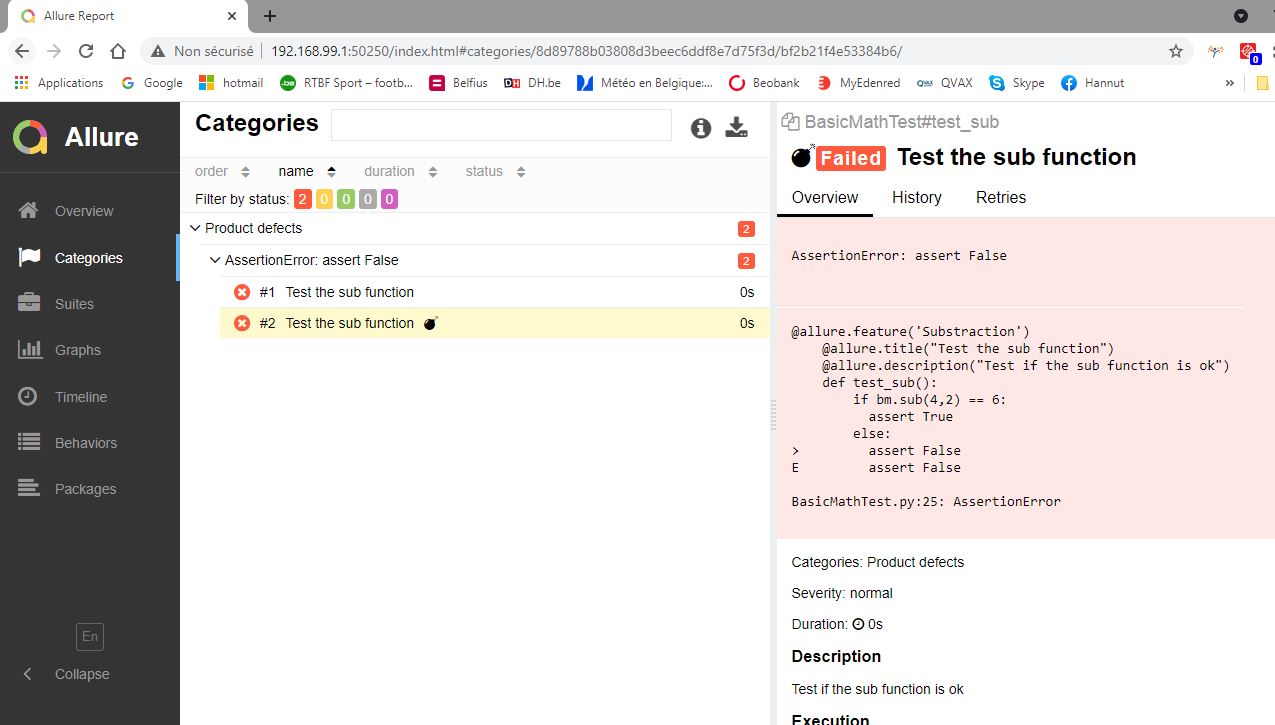 Allure Report
Non sécurisé
192.168.99.1:50250/index.html#categories/8d89788b03808d3beec6ddf8e7d75f3d/bf2b21f4e53384b6/
0
Applications
Google
hotmail
.be RTBF Sport – footb...
Belfius
DH DH.be
Météo en Belgique:...
Beobank
MyEdenred
QVAX QVAX
Skype
Hannut
»
Allure
Overview
Categories
Suites
Graphs
Timeline
Behaviors
Packages
En
Collapse
Categories
order name duration status
Filter by status: 2 0 0 0 0
Product defects 2
AssertionError: assert False 2
#1 Test the sub function 0s
#2 Test the sub function 0s
BasicMathTest#test_sub
Failed Test the sub function
Overview History Retries
AssertionError: assert False
@allure.feature('Substraction')
@allure.title("Test the sub function")
@allure.description("Test if the sub function is ok")
def test_sub():
if bm.sub(4,2) == 6:
assert True
else:
> assert False
E assert False
BasicMathTest.py:25: AssertionError
Categories: Product defects
Severity: normal
Duration: 0s
Description
Test if the sub function is ok
Execution